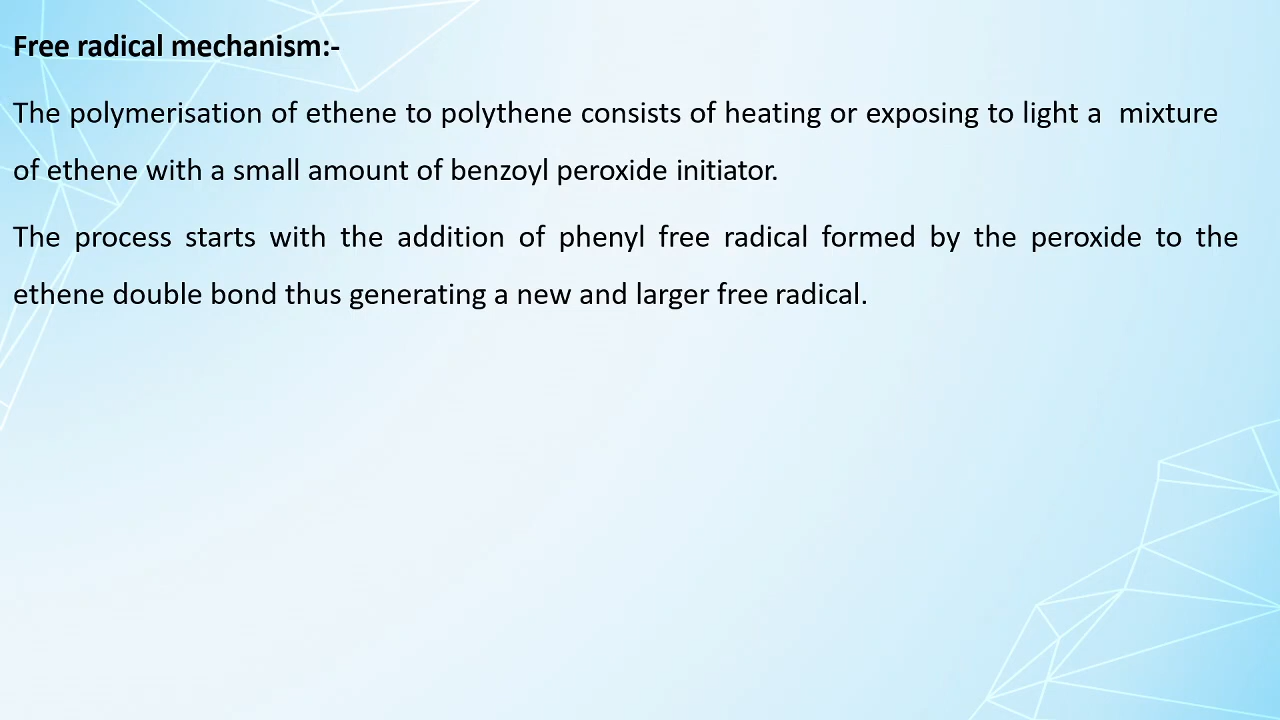 Free radical mechanism:-
The polymerisation of ethene to polythene consists of heating or exposing to light a mixture
of ethene with a small amount of benzoyl peroxide initiator.
The process starts with the addition of phenyl free radical formed by the peroxide to the
ethene double bond thus generating a new and larger free radical.